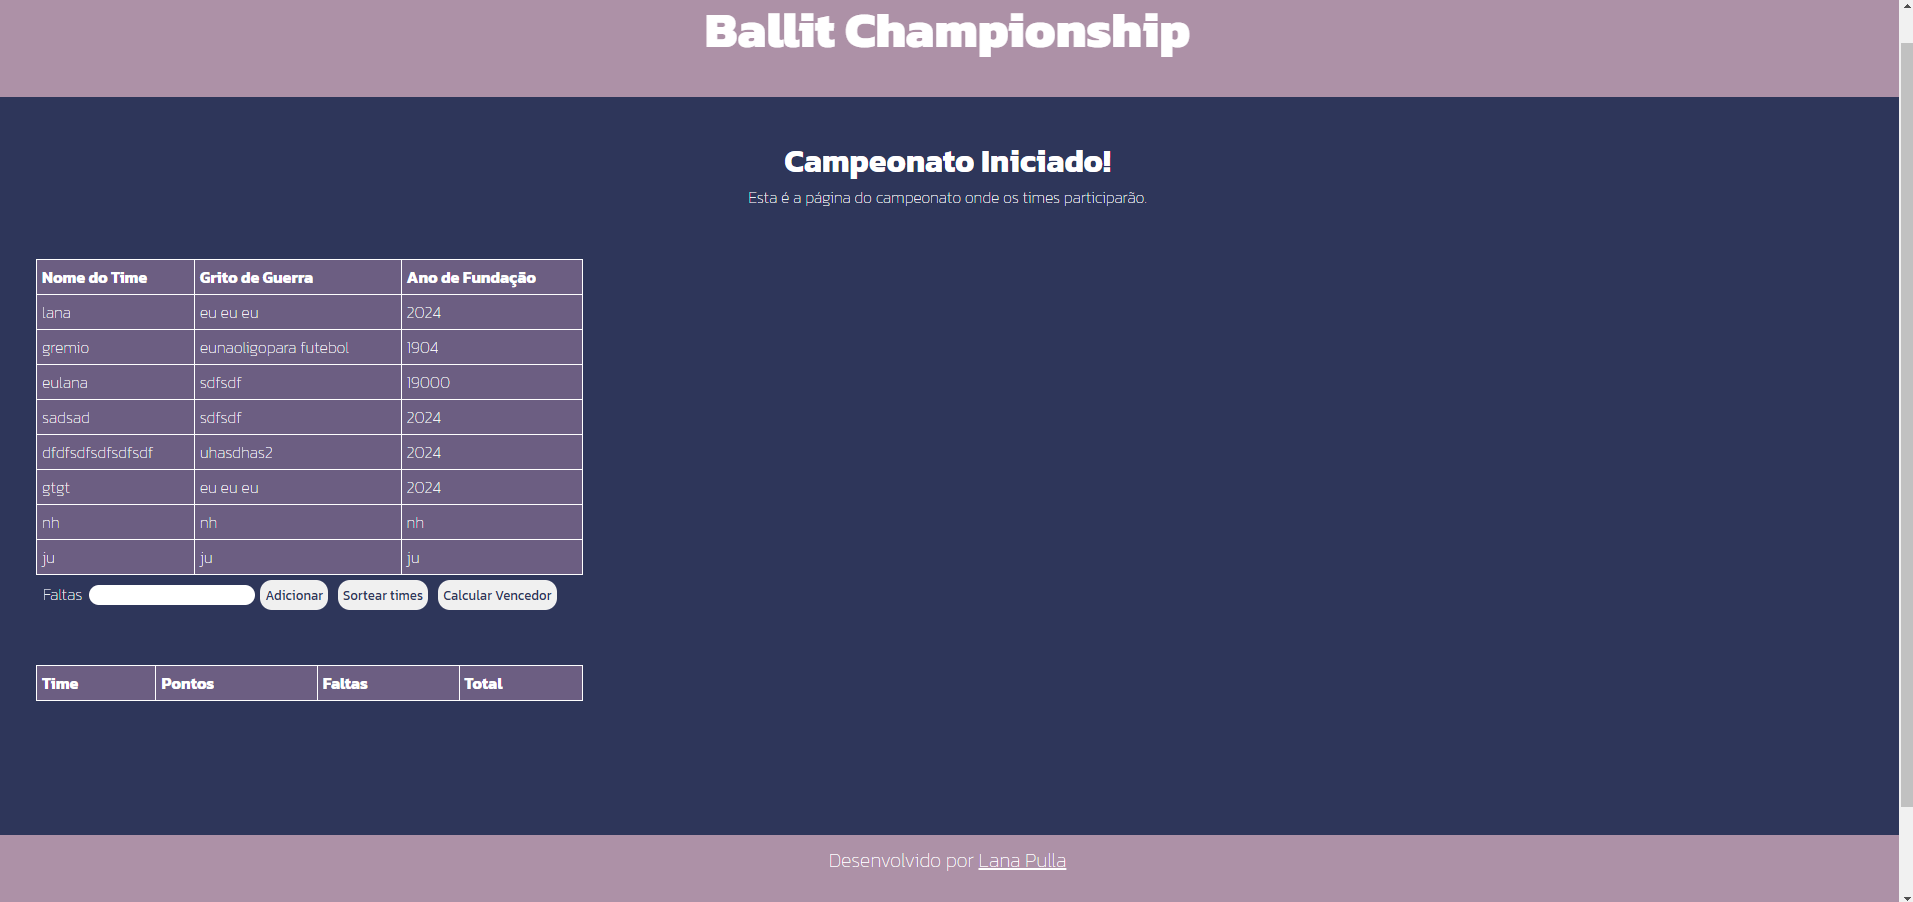 Ballit Championship
Campeonato Iniciado!
Esta é a página do campeonato onde os times participarão.
Nome do Time Grito de Guerra Ano de Fundação
lana eu eu eu 2024
gremio eunaoligopara futebol 1904
eulana sdfsdf 19000
sadsad sdfsdf 2024
dfdfsdfsdfsdfsdf uhasdhas2 2024
gtgt eu eu eu 2024
nh nh nh
ju ju ju
Faltas Adicionar Sortear times Calcular Vencedor
Time Pontos Faltas Total
Desenvolvido por Lana Pulla